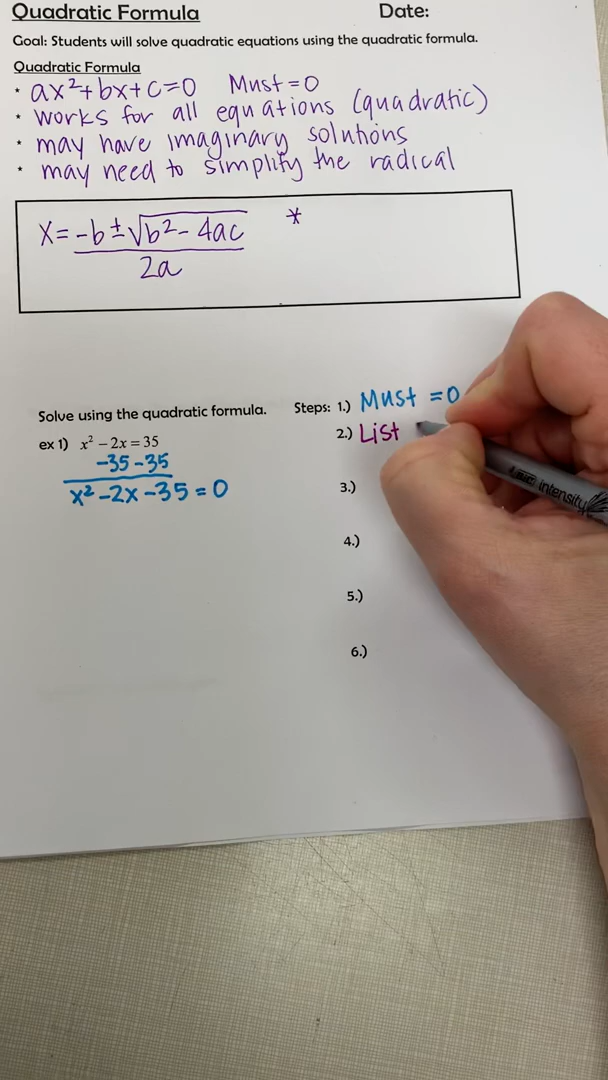 Quadratic Formula Date:
Goal: Students will solve quadratic equations using the quadratic formula.
Quadratic Formula
• ax²+bx+c=0 Must=0
• works for all equations (quadratic)
• may have imaginary solutions
• may need to simplify the radical
x = -b±√b²-4ac *
2a
Solve using the quadratic formula. Steps: 1.) Must =0
ex 1) x² – 2x = 35 2.) List
-35 -35
x²-2x-35=0 3.)
4.)
5.)
6.)
intensity